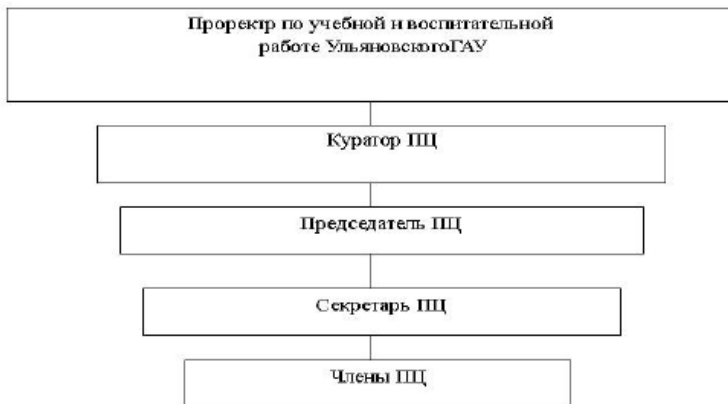 Проректр по учебной и воспитательной
работе УльяновскогоГАУ
Куратор ПЦ
Председатель ПЦ
Секретарь ПЦ
Члены ПЦ